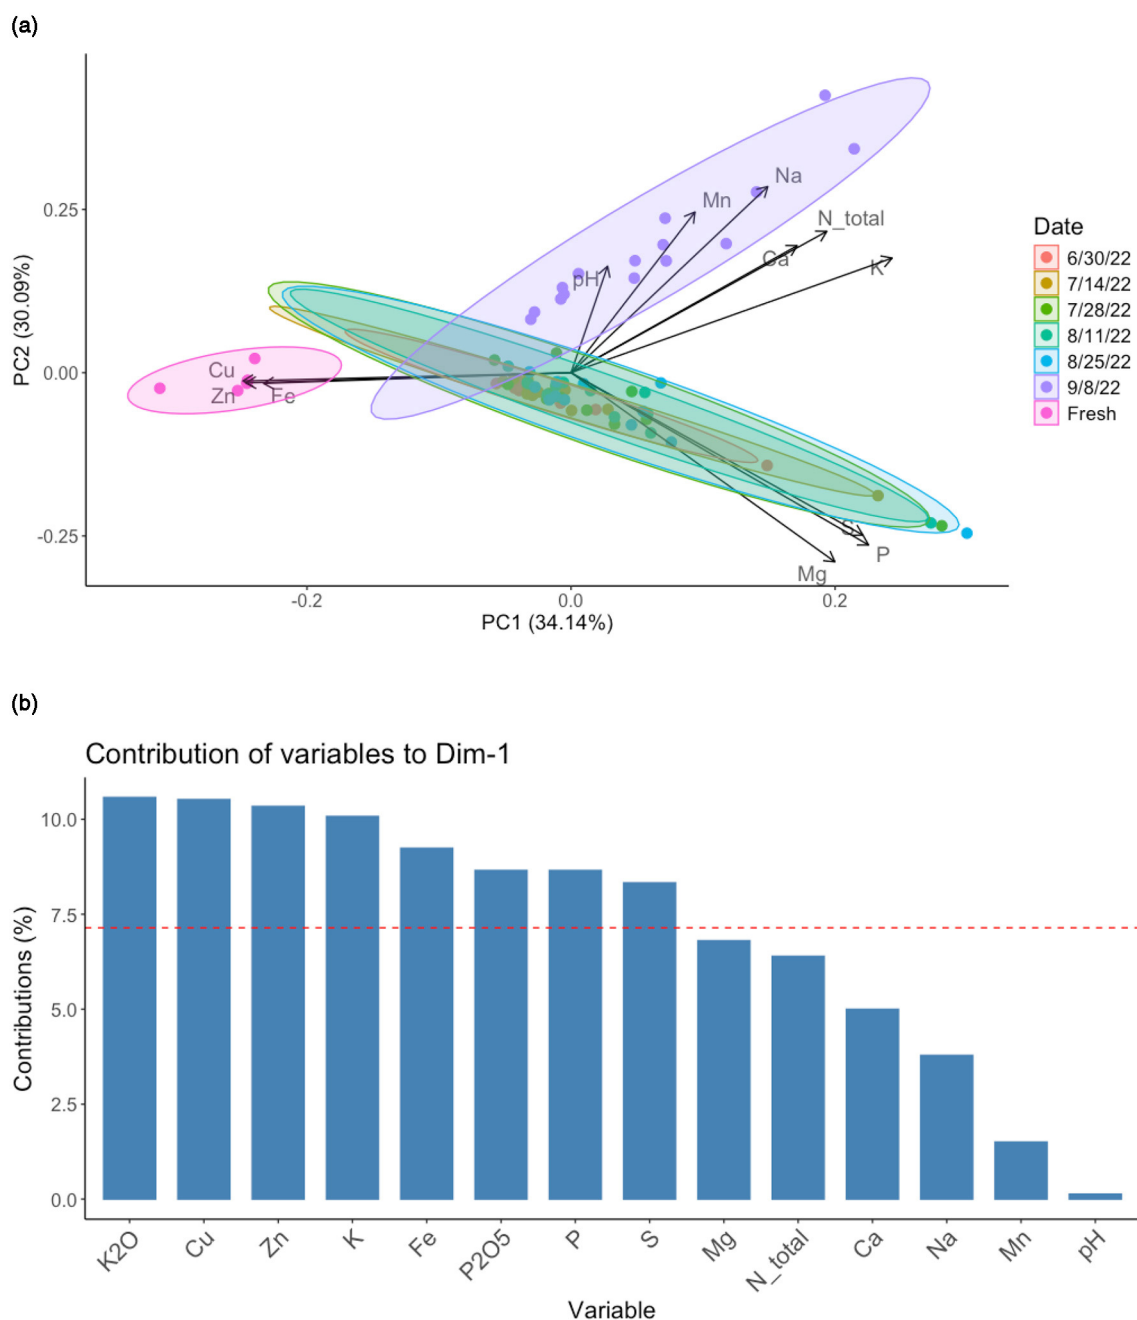 (a)
PC2 (30.09%)
0.25
0.00
-0.25
Na
Mn
N_total
Ca
K
pH
Cu
Zn
Fe
S
P
Mg
-0.2
0.0
0.2
PC1 (34.14%)
Date
6/30/22
7/14/22
7/28/22
8/11/22
8/25/22
9/8/22
Fresh
(b)
Contribution of variables to Dim-1
Contributions (%)
10.0
7.5
5.0
2.5
0.0
K2O
Cu
Zn
K
Fe
P2O5
P
S
Mg
N_total
Ca
Na
Mn
pH
Variable